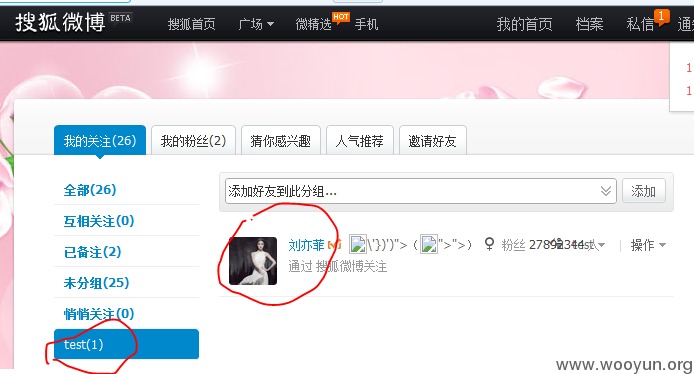 搜狐微博 BETA 搜狐首页 广场 微精选 HOT 手机 我的首页 档案 私信 1 通知
1
1
我的关注(26) 我的粉丝(2) 猜你感兴趣 人气推荐 邀请好友
全部(26)
互相关注(0)
已备注(2)
未分组(25)
悄悄关注(0)
test(1)
添加好友到此分组... 添加
刘亦菲 \'})')"> ( ">"> ) ♀ 粉丝 操作
通过 搜狐微博关注
www.wooyun.org